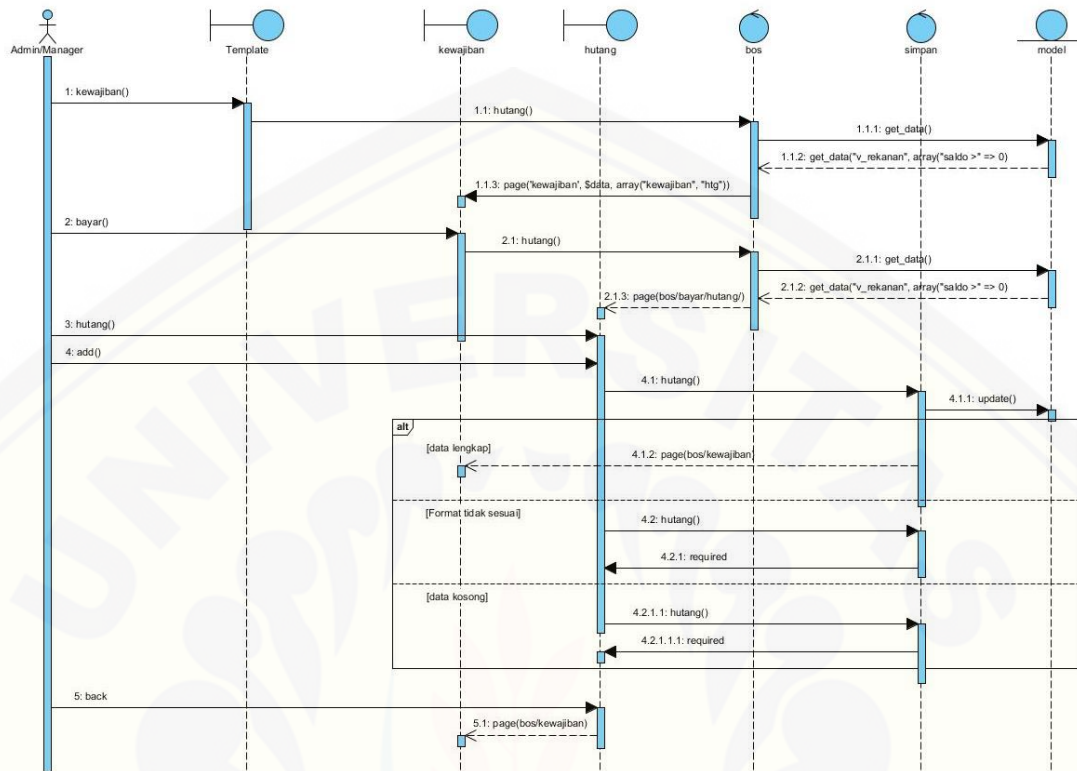 Admin/Manager
Template
kewajiban
hutang
bos
simpan
model
1: kewajiban()
1.1: hutang()
1.1.1: get_data()
1.1.2: get_data("v_rekanan", array("saldo >" => 0)
1.1.3: page('kewajiban', $data, array("kewajiban", "htg"))
2: bayar()
2.1: hutang()
2.1.1: get_data()
2.1.2: get_data("v_rekanan", array("saldo >" => 0)
2.1.3: page(bos/bayar/hutang/)
3: hutang()
4: add()
4.1: hutang()
4.1.1: update()
alt
[data lengkap]
4.1.2: page(bos/kewajiban
[Format tidak sesuai]
4.2: hutang()
4.2.1: required
[data kosong]
4.2.1.1: hutang()
4.2.1.1.1: required
5: back
5.1: page(bos/kewajiban)
UNIVERSITAS